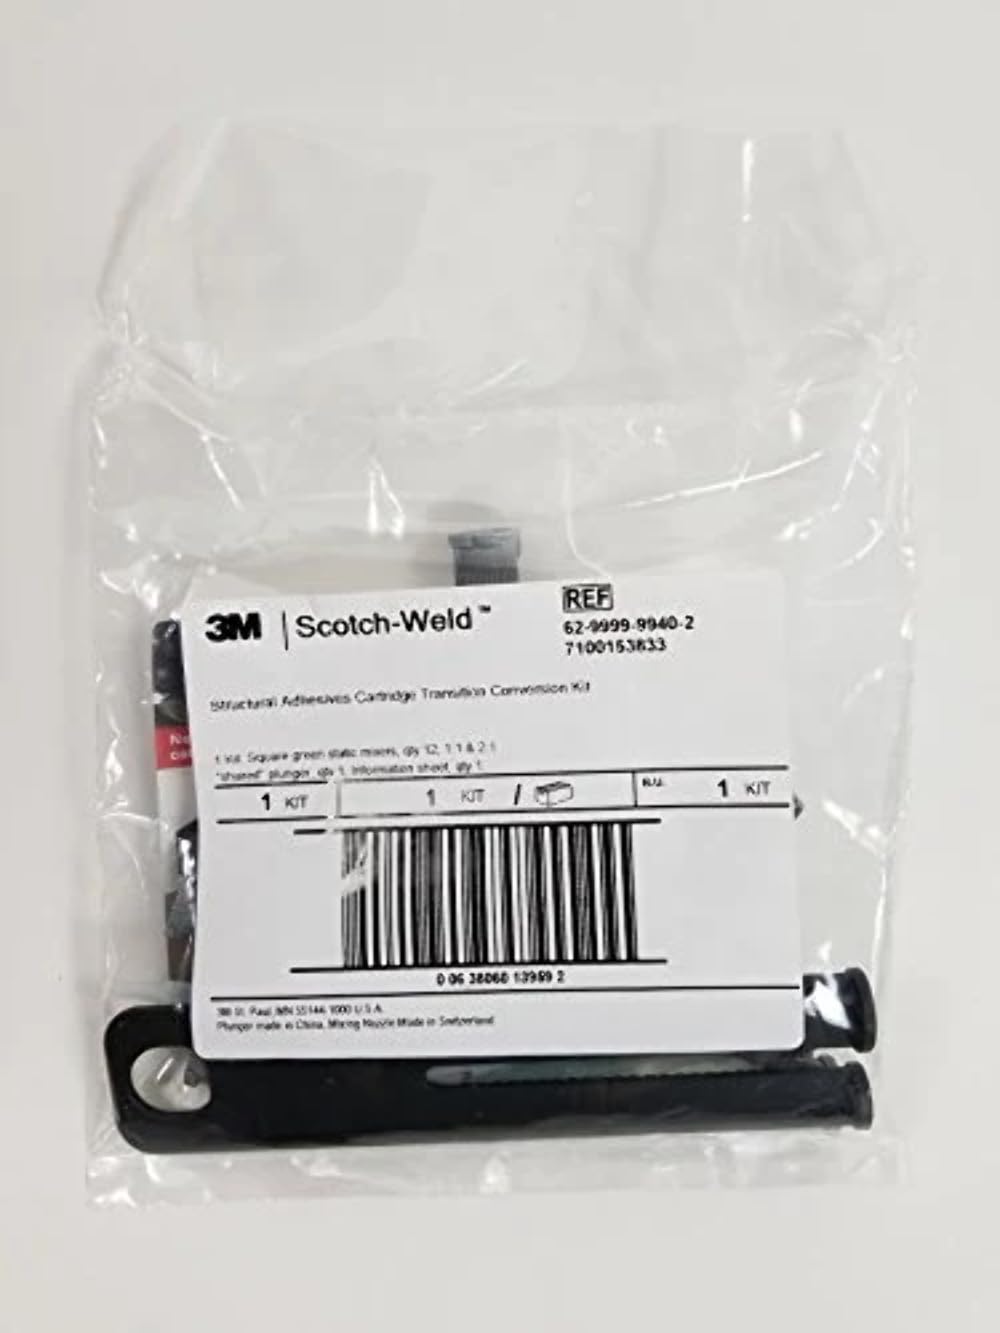 3M | Scotch-Weld™
REF
62-9999-9940-2
7100153833
Structural Adhesives Cartridge Transition Conversion Kit
1 Kit: Square green static mixers, qty 12, 1:1 & 2:1
"shared" plunger, qty 1, Information sheet, qty 1
1 KIT
1 KIT /
R.U. 1 KIT
0 06 38060 13989 2
3M St. Paul, MN 55144-1000 U.S.A.
Plunger made in China, Mixing Nozzle Made in Switzerland